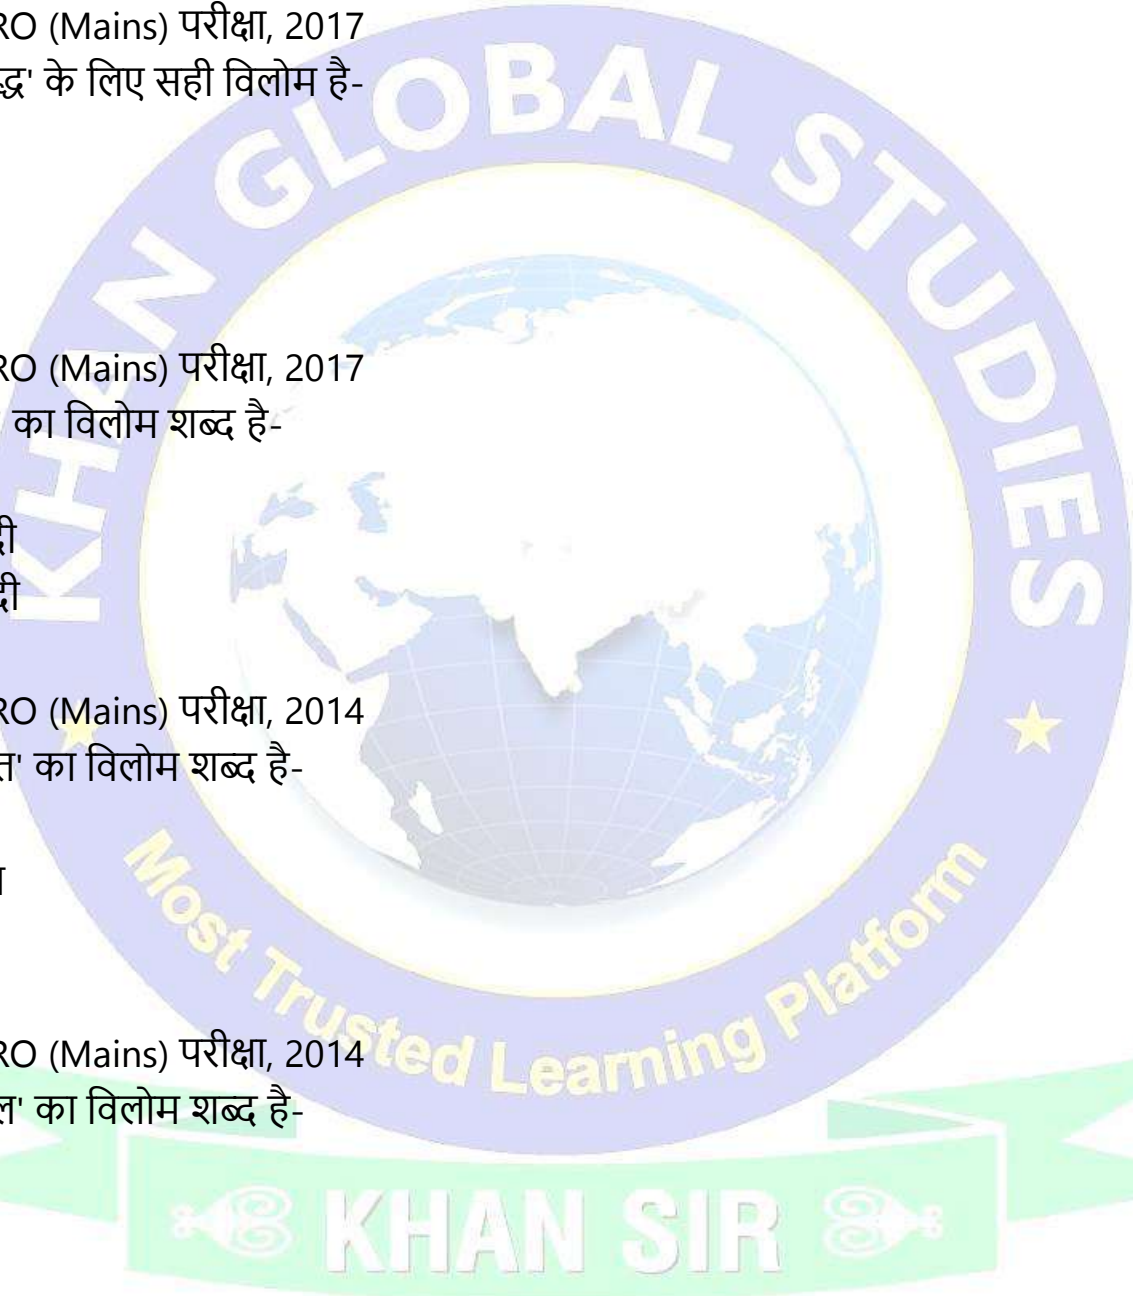 RO (Mains) परीक्षा, 2017
द्ध' के लिए सही विलोम है-
RO (Mains) परीक्षा, 2017
का विलोम शब्द है-
दी
दी
RO (Mains) परीक्षा, 2014
त' का विलोम शब्द है-
RO (Mains) परीक्षा, 2014
ल' का विलोम शब्द है-
KHAN GLOBAL STUDIES
Most Trusted Learning Platform
KHAN SIR